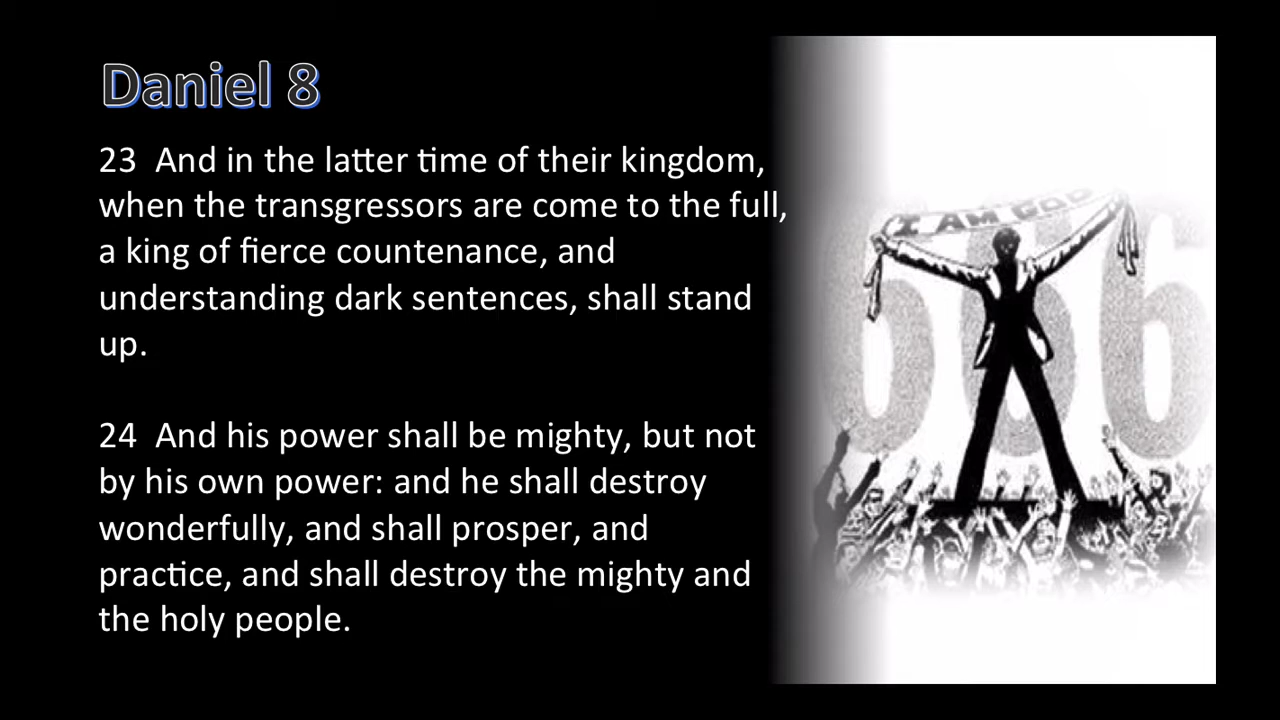 Daniel 8
23 And in the latter time of their kingdom,
when the transgressors are come to the full,
a king of fierce countenance, and
understanding dark sentences, shall stand
up.
24 And his power shall be mighty, but not
by his own power: and he shall destroy
wonderfully, and shall prosper, and
practice, and shall destroy the mighty and
the holy people.
I AM GOD
666